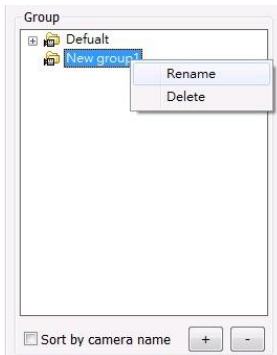 Group
Defualt
New group1
Rename
Delete
Sort by camera name + -